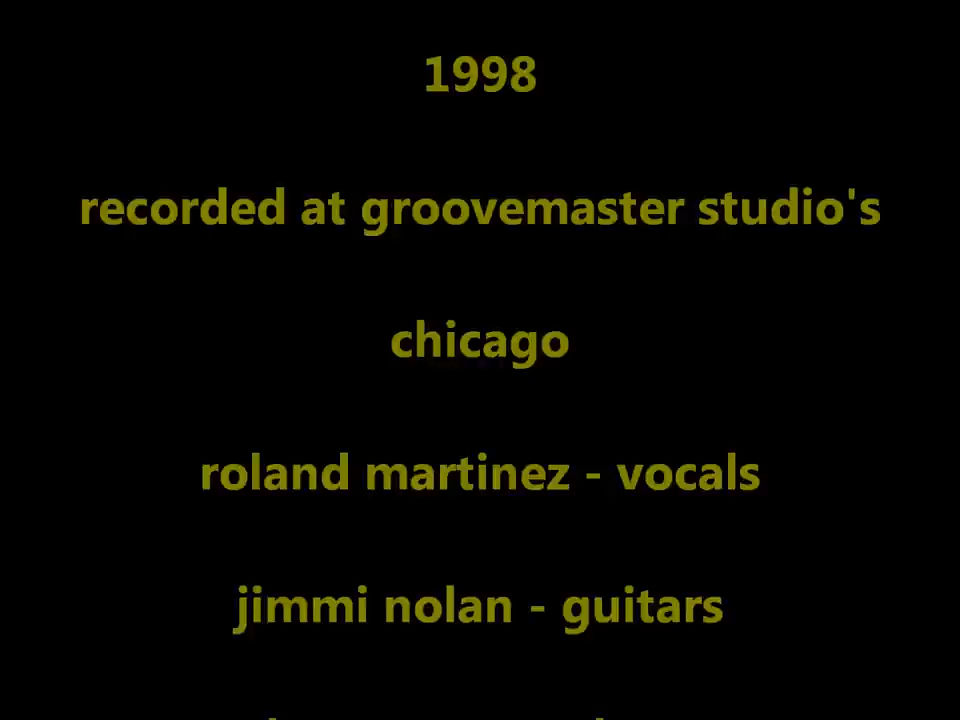 1998
recorded at groovemaster studio's
chicago
roland martinez - vocals
jimmi nolan - guitars